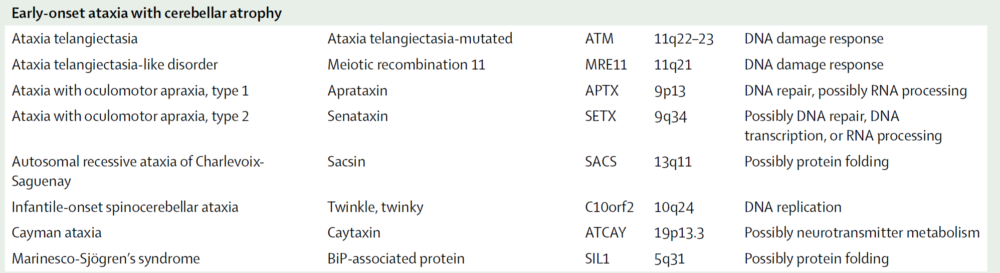 Early-onset ataxia with cerebellar atrophy
Ataxia telangiectasia Ataxia telangiectasia-mutated ATM 11q22–23 DNA damage response
Ataxia telangiectasia-like disorder Meiotic recombination 11 MRE11 11q21 DNA damage response
Ataxia with oculomotor apraxia, type 1 Aprataxin APTX 9p13 DNA repair, possibly RNA processing
Ataxia with oculomotor apraxia, type 2 Senataxin SETX 9q34 Possibly DNA repair, DNA
transcription, or RNA processing
Autosomal recessive ataxia of Charlevoix- Sacsin SACS 13q11 Possibly protein folding
Saguenay
Infantile-onset spinocerebellar ataxia Twinkle, twinky C10orf2 10q24 DNA replication
Cayman ataxia Caytaxin ATCAY 19p13.3 Possibly neurotransmitter metabolism
Marinesco-Sjögren’s syndrome BiP-associated protein SIL1 5q31 Possibly protein folding